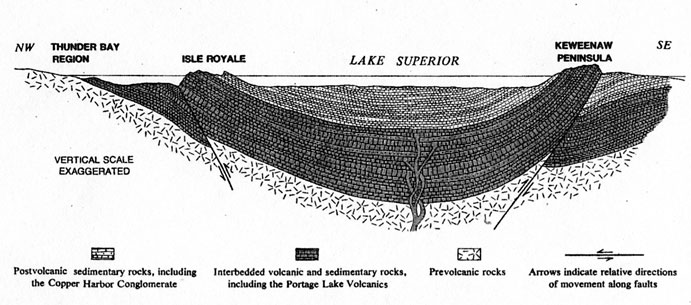 NW THUNDER BAY
REGION
ISLE ROYALE
LAKE SUPERIOR
KEWEENAW
PENINSULA
SE
VERTICAL SCALE
EXAGGERATED
Postvolcanic sedimentary rocks, including
the Copper Harbor Conglomerate
Interbedded volcanic and sedimentary rocks,
including the Portage Lake Volcanics
Prevolcanic rocks
Arrows indicate relative directions
of movement along faults